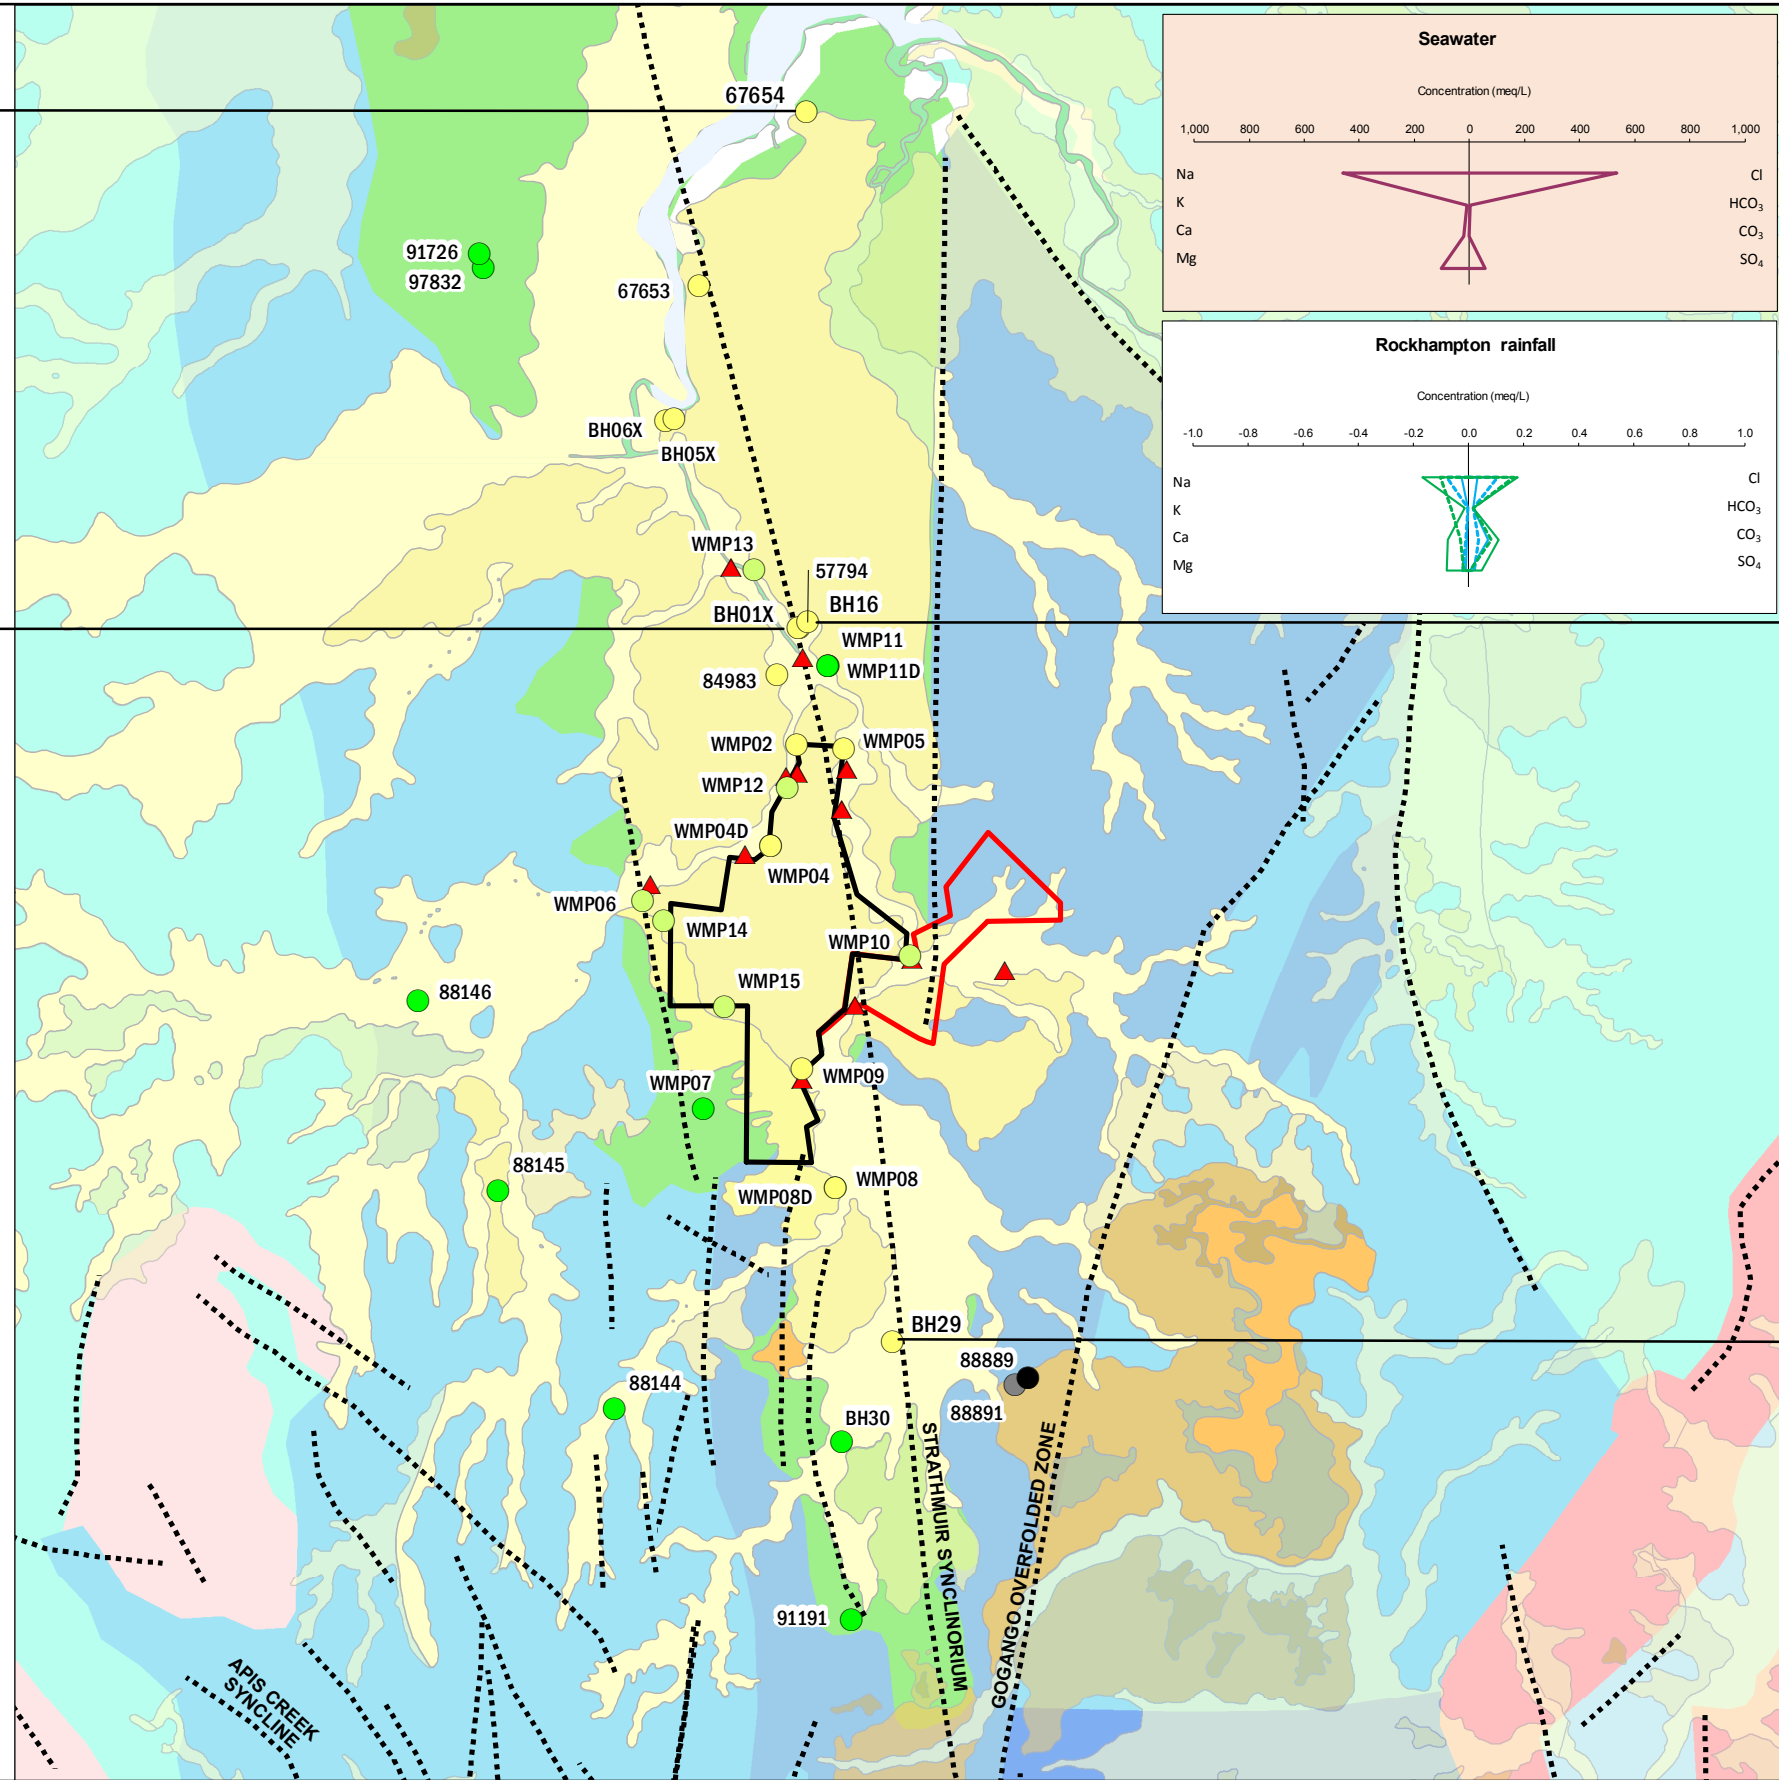 Seawater
Concentration (meq/L)
1,000 800 600 400 200 0 200 400 600 800 1,000
Na Cl
K HCO3
Ca CO3
Mg SO4
Rockhampton rainfall
Concentration (meq/L)
-1.0 -0.8 -0.6 -0.4 -0.2 0.0 0.2 0.4 0.6 0.8 1.0
Na Cl
K HCO3
Ca CO3
Mg SO4
67654
91726
97832
67653
BH06X
BH05X
WMP13
57794
BH01X
BH16
WMP11
WMP11D
84983
WMP02
WMP05
WMP12
WMP04D
WMP04
WMP06
WMP14
WMP10
WMP15
88146
WMP09
WMP07
88145
WMP08
WMP08D
BH29
88889
88891
88144
BH30
91191
STRATHMUIR SYNCLINORIUM
GOGANGO OVERFOLDED ZONE
APIS CREEK
SYNCLINE